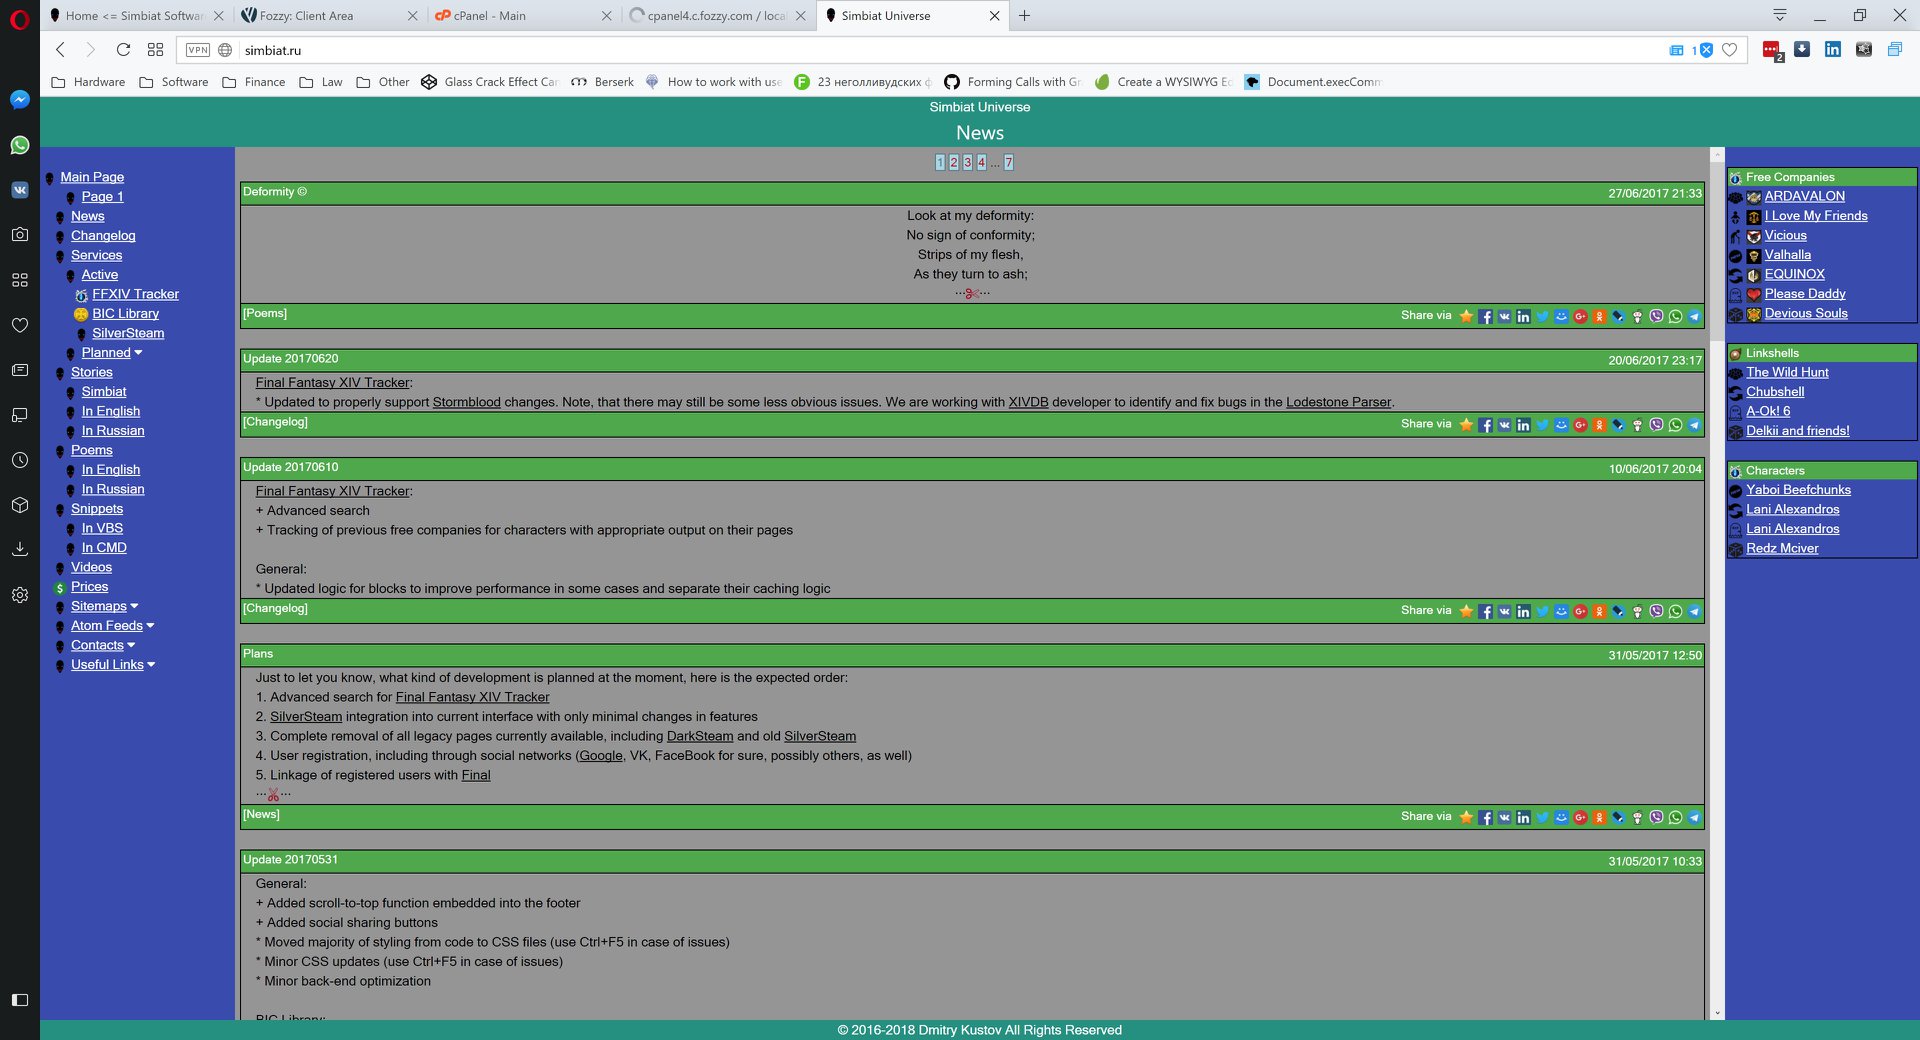 Home <= Simbiat Softwar
Fozzy: Client Area
cPanel - Main
cpanel4.c.fozzy.com / loca
Simbiat Universe
VPN
simbiat.ru
1
2
Hardware
Software
Finance
Law
Other
Glass Crack Effect Can
Berserk
How to work with use
23 неголливудских ф
Forming Calls with Gr
Create a WYSIWYG Ed
Document.execComm
Simbiat Universe
News
Main Page
Page 1
News
Changelog
Services
Active
FFXIV Tracker
BIC Library
SilverSteam
Planned
Stories
Simbiat
In English
In Russian
Poems
In English
In Russian
Snippets
In VBS
In CMD
Videos
Prices
Sitemaps
Atom Feeds
Contacts
Useful Links
1 2 3 4 ... 7
Deformity © 27/06/2017 21:33
Look at my deformity:
No sign of conformity;
Strips of my flesh,
As they turn to ash;
[Poems] Share via
Update 20170620 20/06/2017 23:17
Final Fantasy XIV Tracker:
* Updated to properly support Stormblood changes. Note, that there may still be some less obvious issues. We are working with XIVDB developer to identify and fix bugs in the Lodestone Parser.
[Changelog] Share via
Update 20170610 10/06/2017 20:04
Final Fantasy XIV Tracker:
+ Advanced search
+ Tracking of previous free companies for characters with appropriate output on their pages
General:
* Updated logic for blocks to improve performance in some cases and separate their caching logic
[Changelog] Share via
Plans 31/05/2017 12:50
Just to let you know, what kind of development is planned at the moment, here is the expected order:
1. Advanced search for Final Fantasy XIV Tracker
2. SilverSteam integration into current interface with only minimal changes in features
3. Complete removal of all legacy pages currently available, including DarkSteam and old SilverSteam
4. User registration, including through social networks (Google, VK, FaceBook for sure, possibly others, as well)
5. Linkage of registered users with Final
[News] Share via
Update 20170531 31/05/2017 10:33
General:
+ Added scroll-to-top function embedded into the footer
+ Added social sharing buttons
* Moved majority of styling from code to CSS files (use Ctrl+F5 in case of issues)
* Minor CSS updates (use Ctrl+F5 in case of issues)
* Minor back-end optimization
BIC Library:
Free Companies
ARDAVALON
I Love My Friends
Vicious
Valhalla
EQUINOX
Please Daddy
Devious Souls
Linkshells
The Wild Hunt
Chubshell
A-Ok! 6
Delkii and friends!
Characters
Yaboi Beefchunks
Lani Alexandros
Lani Alexandros
Redz Mciver
© 2016-2018 Dmitry Kustov All Rights Reserved